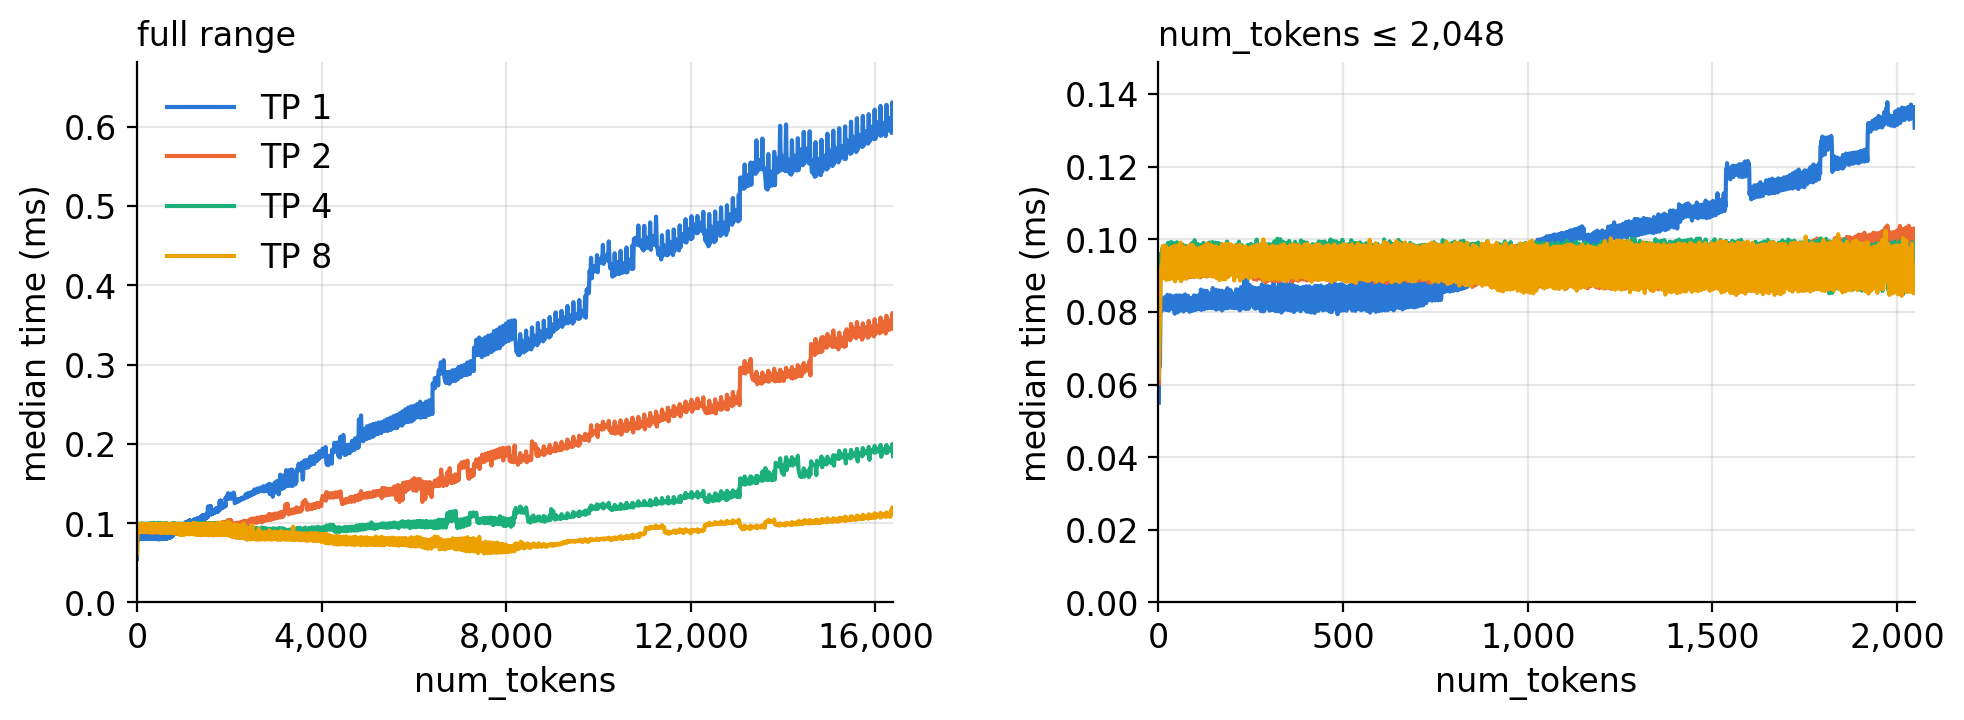 full range
TP 1
TP 2
TP 4
TP 8
0.6
0.5
0.4
0.3
0.2
0.1
0.0
median time (ms)
0
4,000
8,000
12,000
16,000
num_tokens
num_tokens ≤ 2,048
0.14
0.12
0.10
0.08
0.06
0.04
0.02
0.00
median time (ms)
0
500
1,000
1,500
2,000
num_tokens